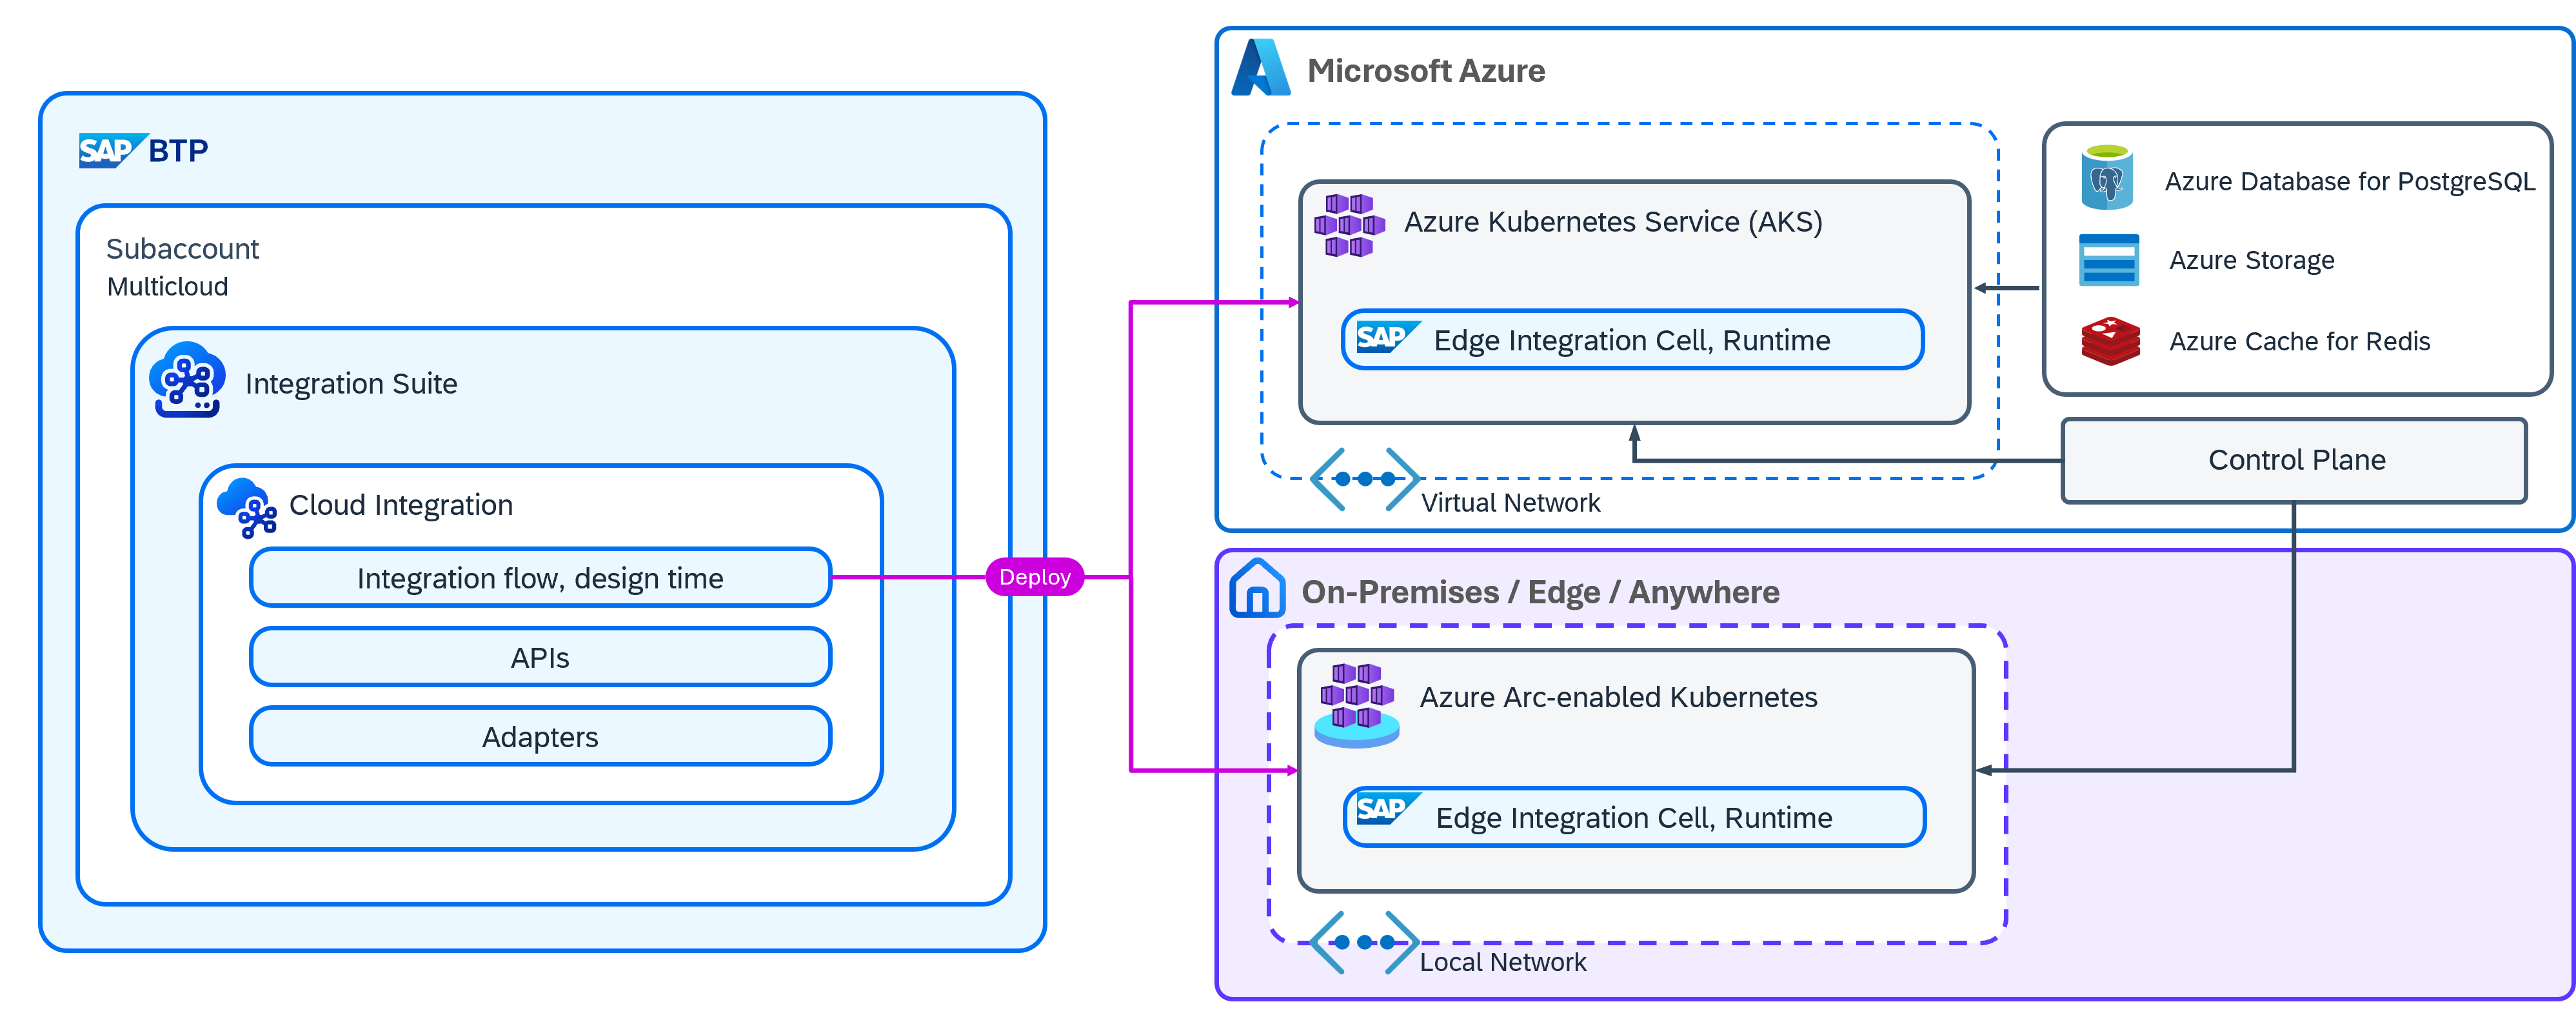 SAP BTP
Subaccount
Multicloud
Integration Suite
Cloud Integration
Integration flow, design time
APIs
Adapters
Deploy
Microsoft Azure
Azure Kubernetes Service (AKS)
SAP Edge Integration Cell, Runtime
Virtual Network
Azure Database for PostgreSQL
Azure Storage
Azure Cache for Redis
Control Plane
On-Premises / Edge / Anywhere
Azure Arc-enabled Kubernetes
SAP Edge Integration Cell, Runtime
Local Network